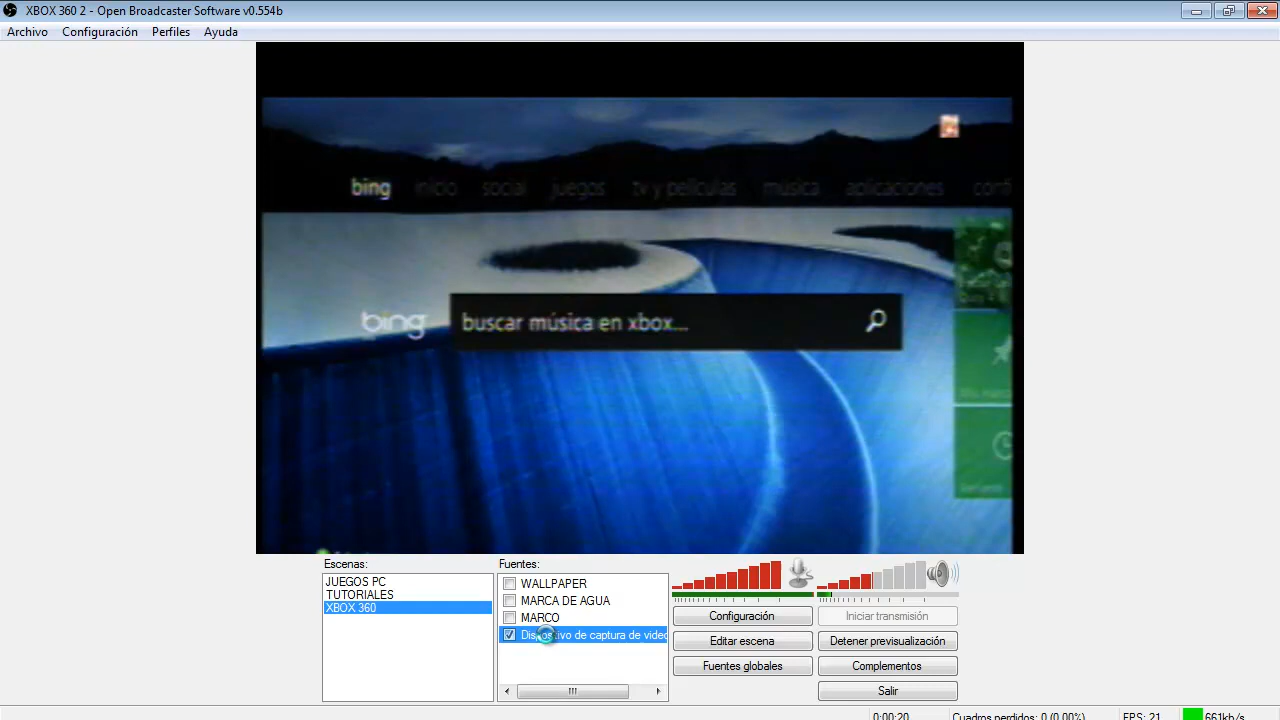 XBOX 360 2 - Open Broadcaster Software v0.554b
Archivo Configuración Perfiles Ayuda
bing inicio social juegos tv y películas música aplicaciones
bing buscar música en xbox...
Escenas:
JUEGOS PC
TUTORIALES
XBOX 360
Fuentes:
WALLPAPER
MARCA DE AGUA
MARCO
Dispositivo de captura de video
Configuración
Iniciar transmisión
Editar escena
Detener previsualización
Fuentes globales
Complementos
Salir
0:00:20 Cuadros perdidos: 0 (0.00%) FPS: 21 661kb/s